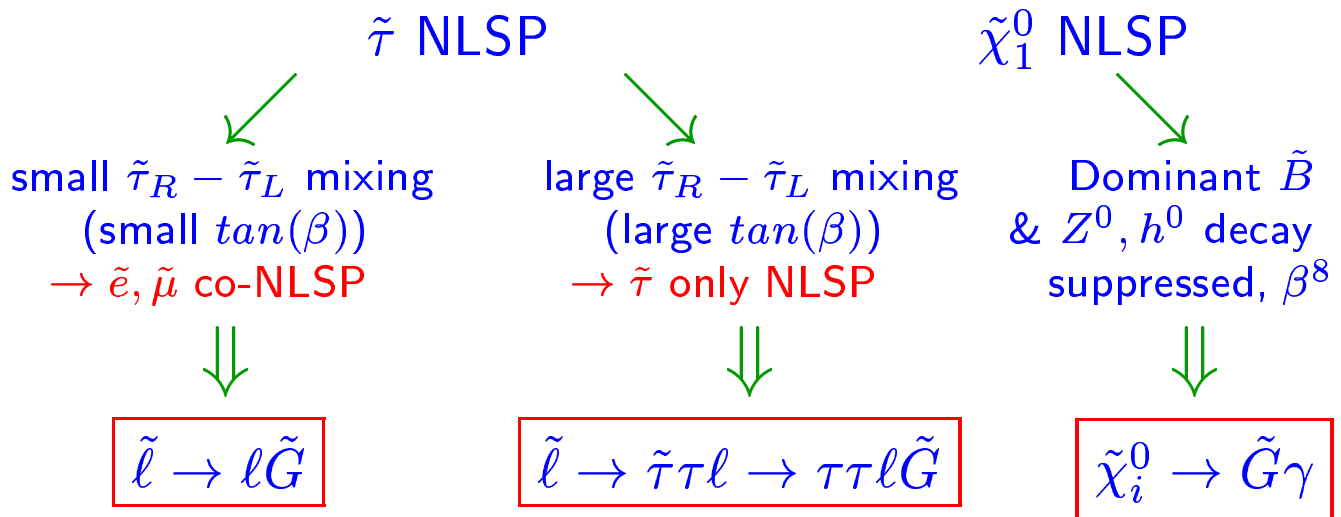 τ̃ NLSP
χ̃₁⁰ NLSP
small τ̃_R − τ̃_L mixing
(small tan(β))
→ ẽ, μ̃ co-NLSP
large τ̃_R − τ̃_L mixing
(large tan(β))
→ τ̃ only NLSP
Dominant B̃
& Z⁰, h⁰ decay
suppressed, β⁸
ℓ̃ → ℓG̃
ℓ̃ → τ̃τℓ → ττℓG̃
χ̃ᵢ⁰ → G̃γ